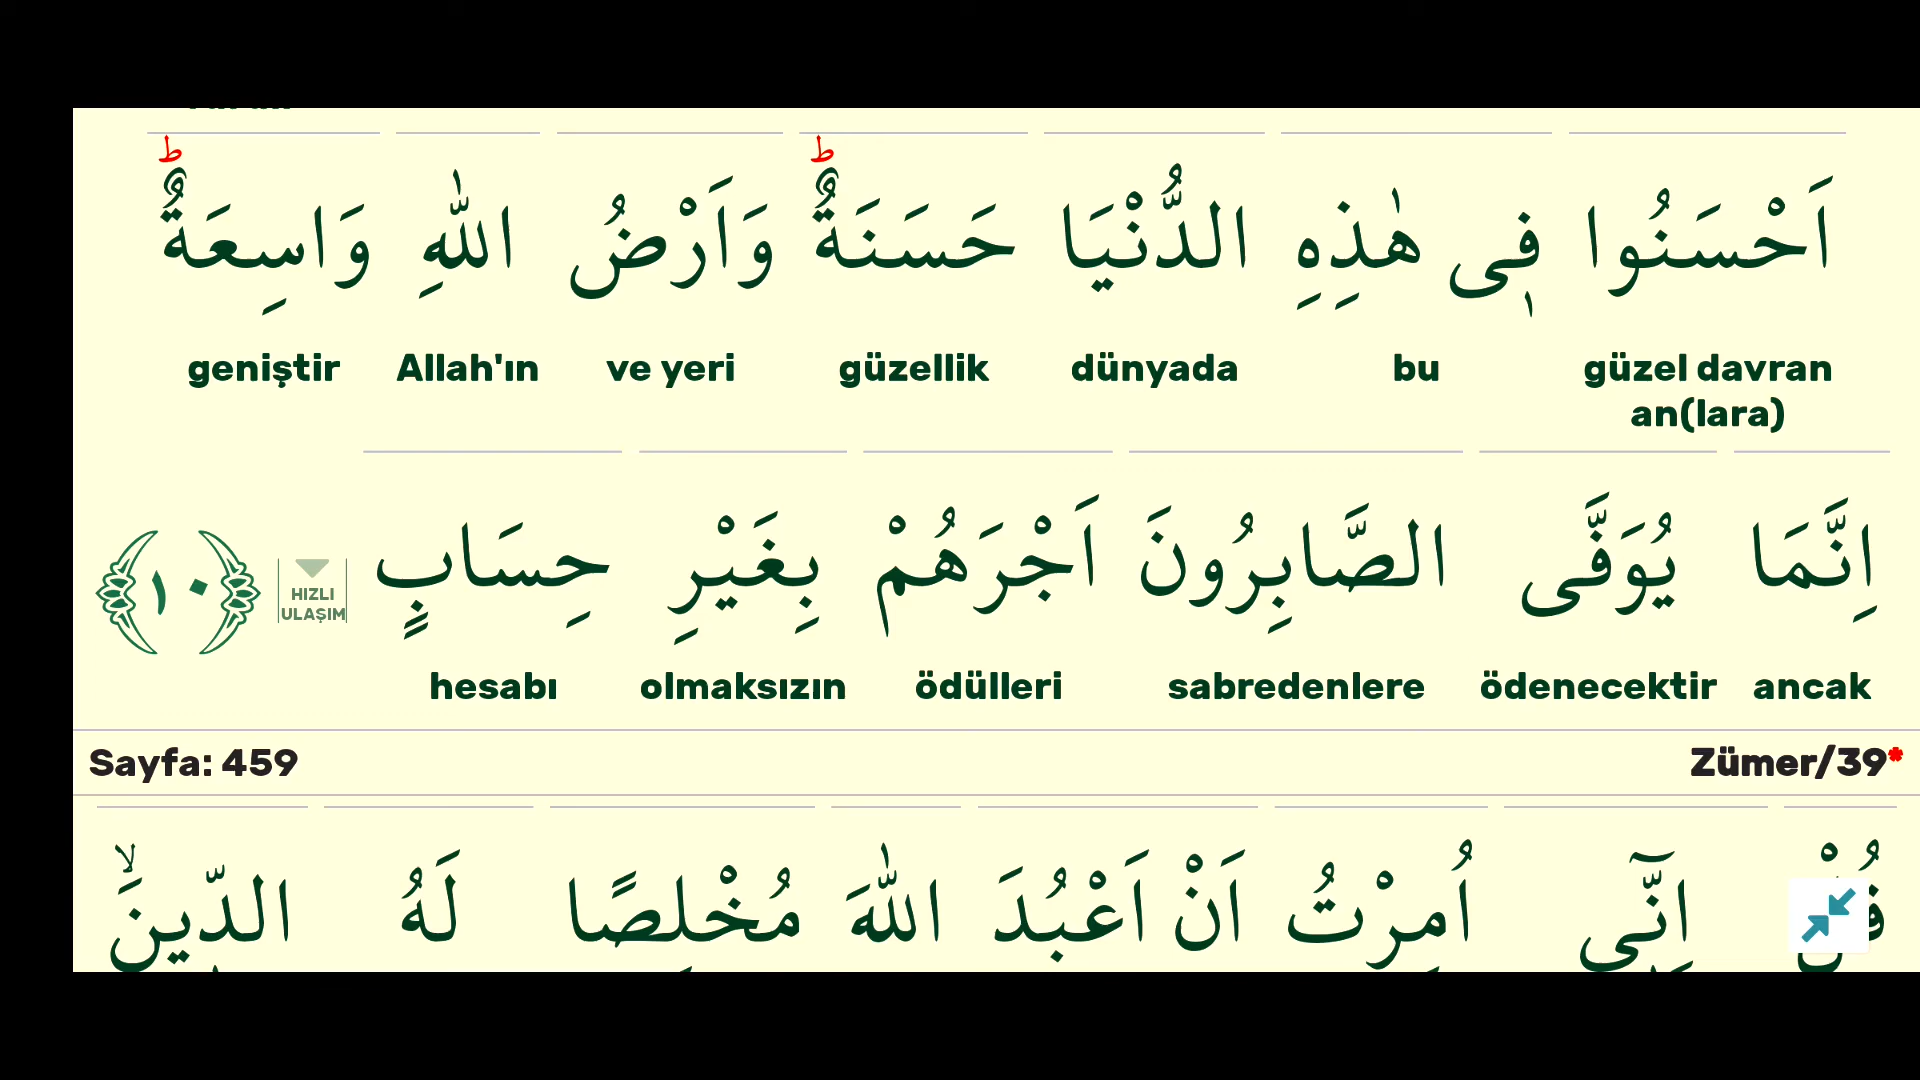 اَحْسَنُوا ف۪ى هٰذِهِ الدُّنْيَا حَسَنَةٌۜ وَاَرْضُ اللّٰهِ وَاسِعَةٌۜ
güzel davran bu dünyada güzellik ve yeri Allah'ın geniştir
an(lara)
اِنَّمَا يُوَفَّى الصَّابِرُونَ اَجْرَهُمْ بِغَيْرِ حِسَابٍ ﴿١٠﴾
HIZLI
ULAŞIM
ancak ödenecektir sabredenlere ödülleri olmaksızın hesabı
Sayfa: 459 Zümer/39*
اِنّ۪ٓى اُمِرْتُ اَنْ اَعْبُدَ اللّٰهَ مُخْلِصًا لَهُ الدّ۪ينَۙ